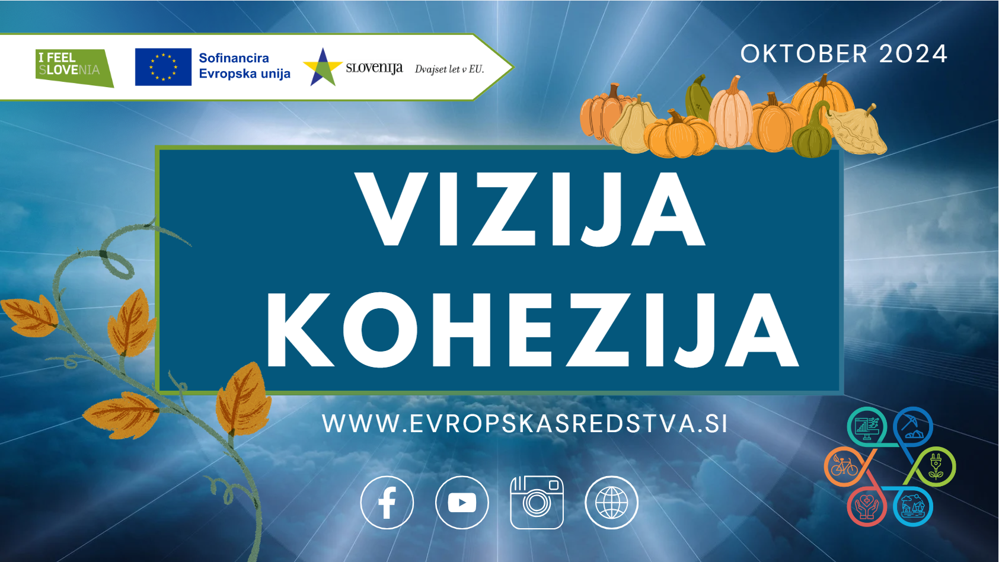 I FEEL
SLOVENIA
Sofinancira
Evropska unija
SLOVENIJA
Dvajset let v EU.
OKTOBER 2024
VIZIJA
KOHEZIJA
WWW.EVROPSKASREDSTVA.SI